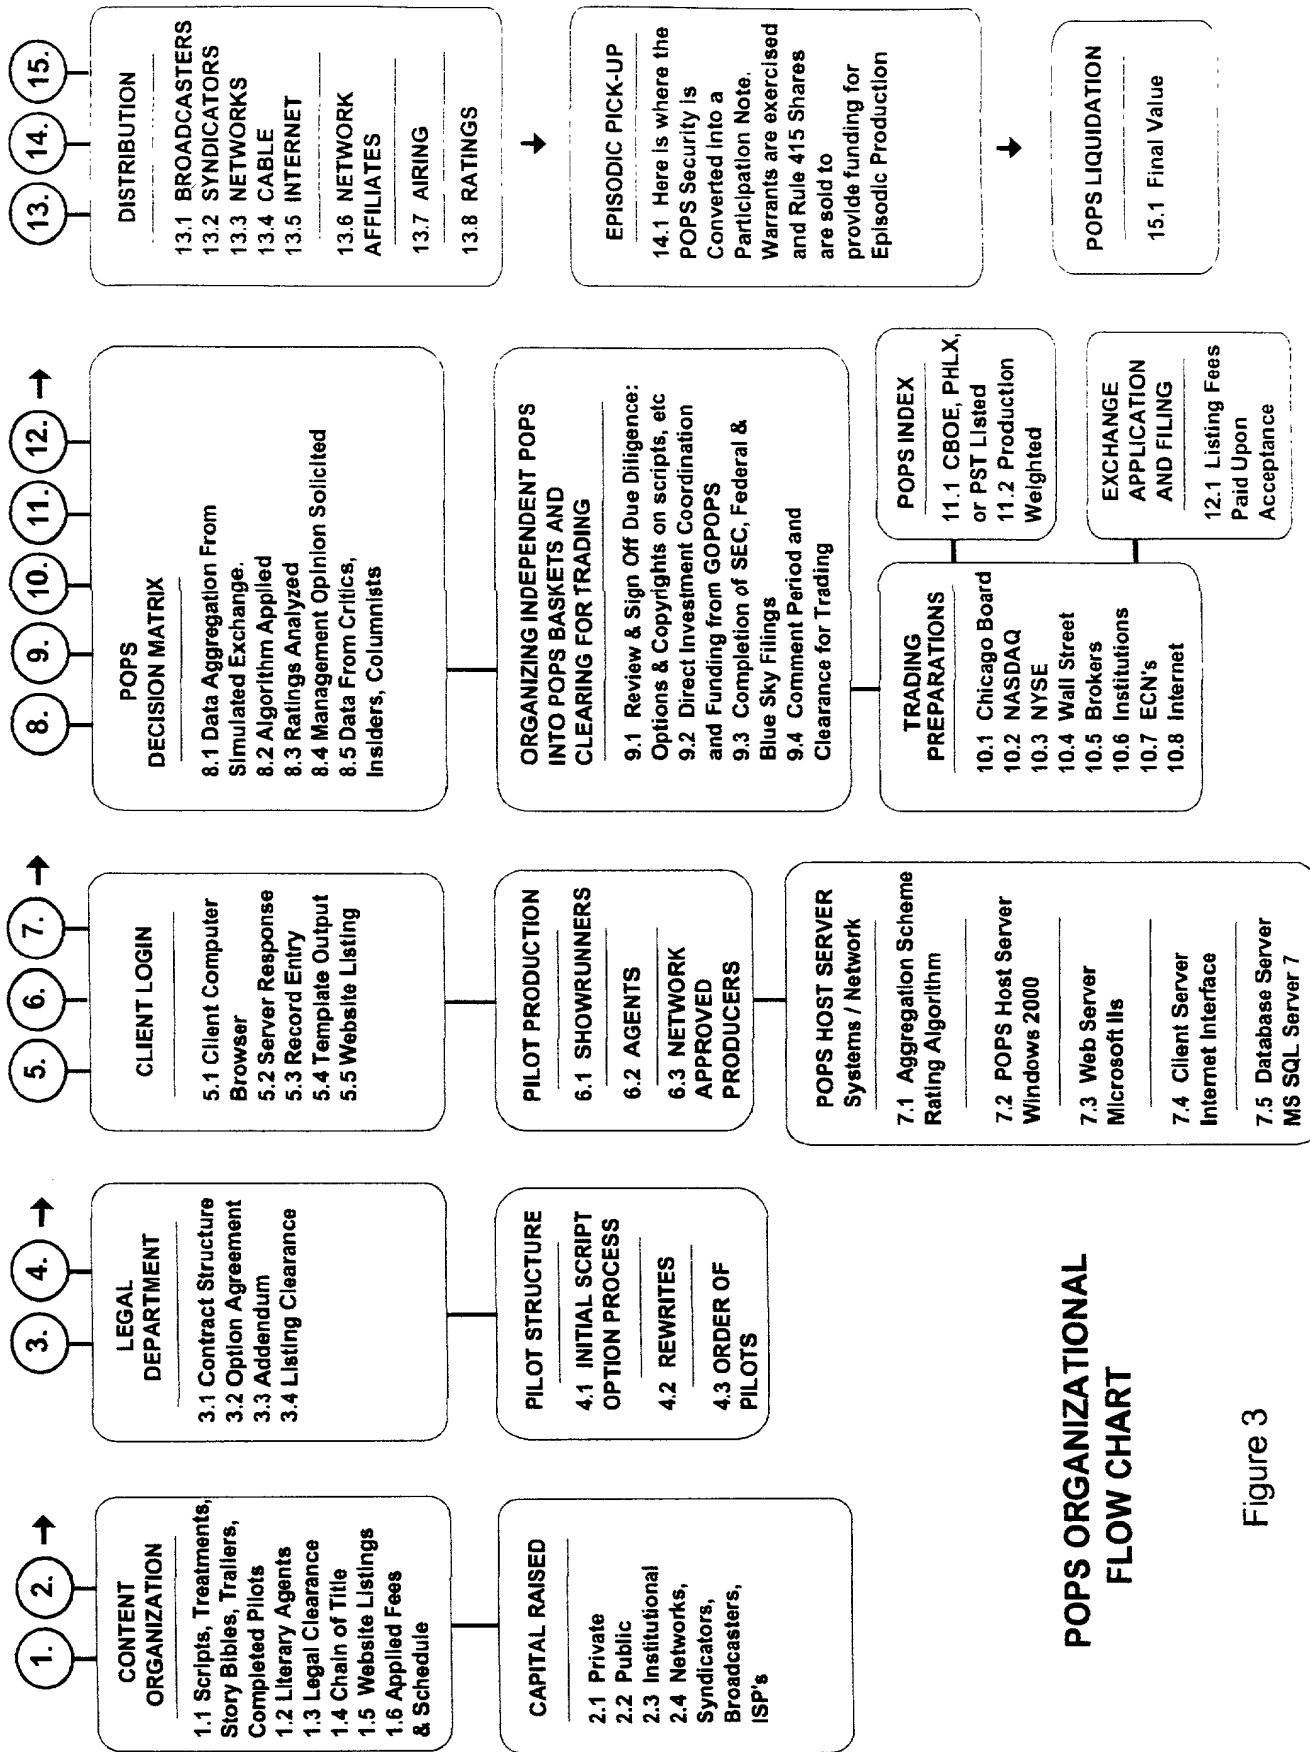 1.
2.
CONTENT
ORGANIZATION
1.1 Scripts, Treatments,
Story Bibles, Trailers,
Completed Pilots
1.2 Literary Agents
1.3 Legal Clearance
1.4 Chain of Title
1.5 Website Listings
1.6 Applied Fees
& Schedule
CAPITAL RAISED
2.1 Private
2.2 Public
2.3 Institutional
2.4 Networks,
Syndicators,
Broadcasters,
ISP's
3.
4.
LEGAL
DEPARTMENT
3.1 Contract Structure
3.2 Option Agreement
3.3 Addendum
3.4 Listing Clearance
PILOT STRUCTURE
4.1 INITIAL SCRIPT
OPTION PROCESS
4.2 REWRITES
4.3 ORDER OF
PILOTS
5.
6.
7.
CLIENT LOGIN
5.1 Client Computer
Browser
5.2 Server Response
5.3 Record Entry
5.4 Template Output
5.5 Website Listing
PILOT PRODUCTION
6.1 SHOWRUNNERS
6.2 AGENTS
6.3 NETWORK
APPROVED
PRODUCERS
POPS HOST SERVER
Systems / Network
7.1 Aggregation Scheme
Rating Algorithm
7.2 POPS Host Server
Windows 2000
7.3 Web Server
Microsoft IIs
7.4 Client Server
Internet Interface
7.5 Database Server
MS SQL Server 7
8.
9.
10.
11.
12.
POPS
DECISION MATRIX
8.1 Data Aggregation From
Simulated Exchange.
8.2 Algorithm Applied
8.3 Ratings Analyzed
8.4 Management Opinion Solicited
8.5 Data From Critics,
Insiders, Columnists
ORGANIZING INDEPENDENT POPS
INTO POPS BASKETS AND
CLEARING FOR TRADING
9.1 Review & Sign Off Due Diligence:
Options & Copyrights on scripts, etc
9.2 Direct Investment Coordination
and Funding from GOPOPS
9.3 Completion of SEC, Federal &
Blue Sky Filings
9.4 Comment Period and
Clearance for Trading
TRADING
PREPARATIONS
10.1 Chicago Board
10.2 NASDAQ
10.3 NYSE
10.4 Wall Street
10.5 Brokers
10.6 Institutions
10.7 ECN's
10.8 Internet
POPS INDEX
11.1 CBOE, PHLX,
or PST Listed
11.2 Production
Weighted
EXCHANGE
APPLICATION
AND FILING
12.1 Listing Fees
Paid Upon
Acceptance
13.
14.
15.
DISTRIBUTION
13.1 BROADCASTERS
13.2 SYNDICATORS
13.3 NETWORKS
13.4 CABLE
13.5 INTERNET
13.6 NETWORK
AFFILIATES
13.7 AIRING
13.8 RATINGS
EPISODIC PICK-UP
14.1 Here is where the
POPS Security is
Converted into a
Participation Note.
Warrants are exercised
and Rule 415 Shares
are sold to
provide funding for
Episodic Production
POPS LIQUIDATION
15.1 Final Value
POPS ORGANIZATIONAL
FLOW CHART
Figure 3